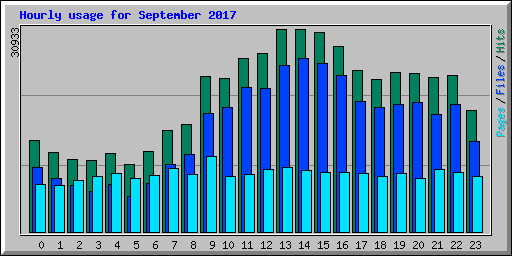 Hourly usage for September 2017
30933
Pages/Files/Hits
0 1 2 3 4 5 6 7 8 9 10 11 12 13 14 15 16 17 18 19 20 21 22 23